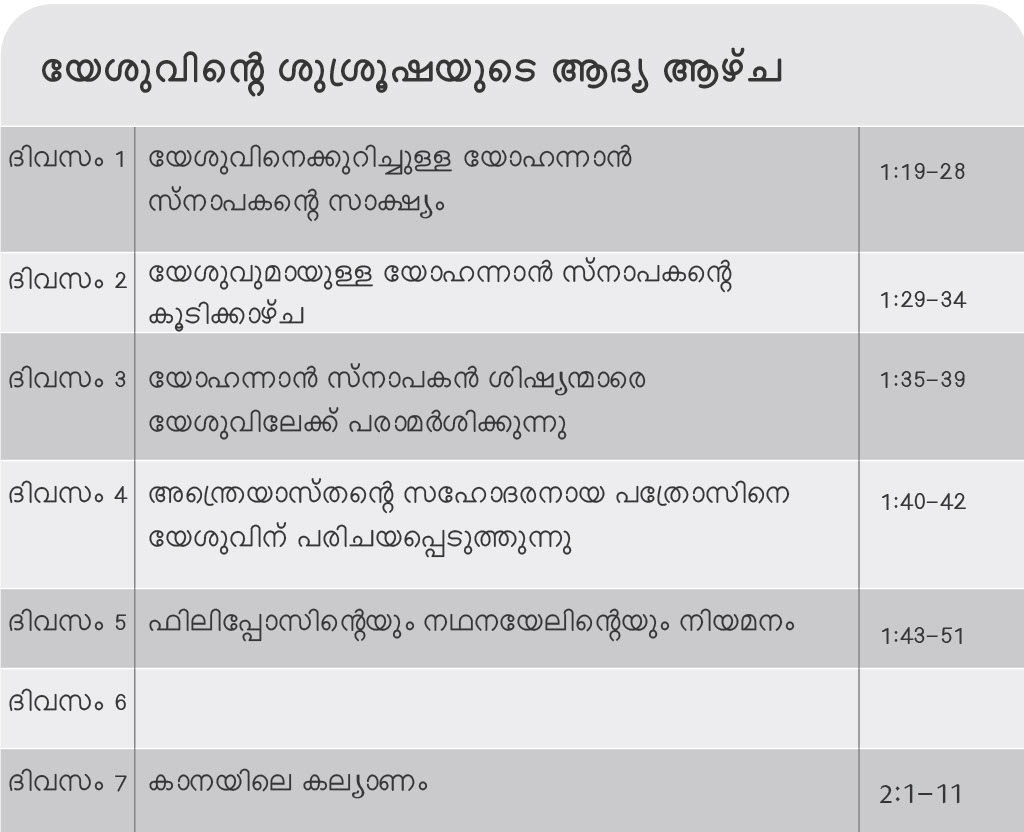 യേശുവിന്റെ ശുശ്രൂഷയുടെ ആദ്യ ആഴ്ച
ദിവസം 1 യേശുവിനെക്കുറിച്ചുള്ള യോഹന്നാൻ
സ്നാപകന്റെ സാക്ഷ്യം
1:19–28
ദിവസം 2 യേശുവുമായുള്ള യോഹന്നാൻ സ്നാപകന്റെ
കൂടിക്കാഴ്ച
1:29–34
ദിവസം 3 യോഹന്നാൻ സ്നാപകൻ ശിഷ്യന്മാരെ
യേശുവിലേക്ക് പരാമർശിക്കുന്നു
1:35–39
ദിവസം 4 അന്ത്രെയാസ്തന്റെ സഹോദരനായ പത്രോസിനെ
യേശുവിന് പരിചയപ്പെടുത്തുന്നു
1:40–42
ദിവസം 5 ഫിലിപ്പോസിന്റെയും നഥനയേലിന്റെയും നിയമനം
1:43–51
ദിവസം 6
ദിവസം 7 കാനയിലെ കല്യാണം
2:1–11